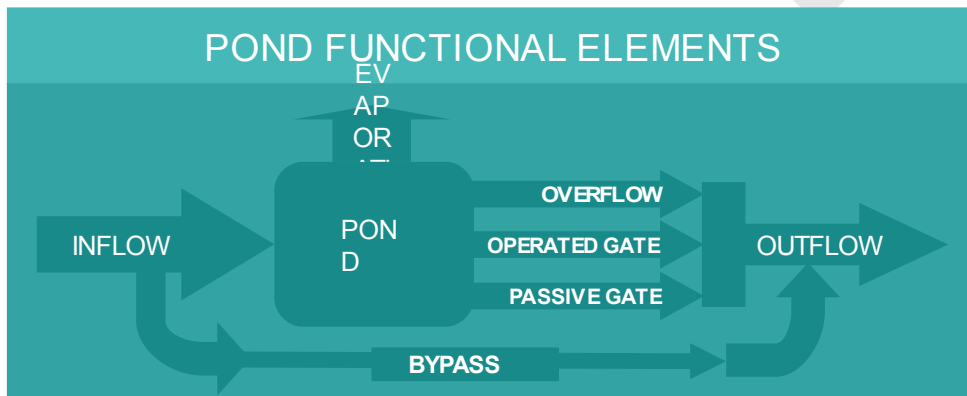 POND FUNCTIONAL ELEMENTS
EV
AP
OR
OVERFLOW
INFLOW
PON
D
OPERATED GATE
OUTFLOW
PASSIVE GATE
BYPASS